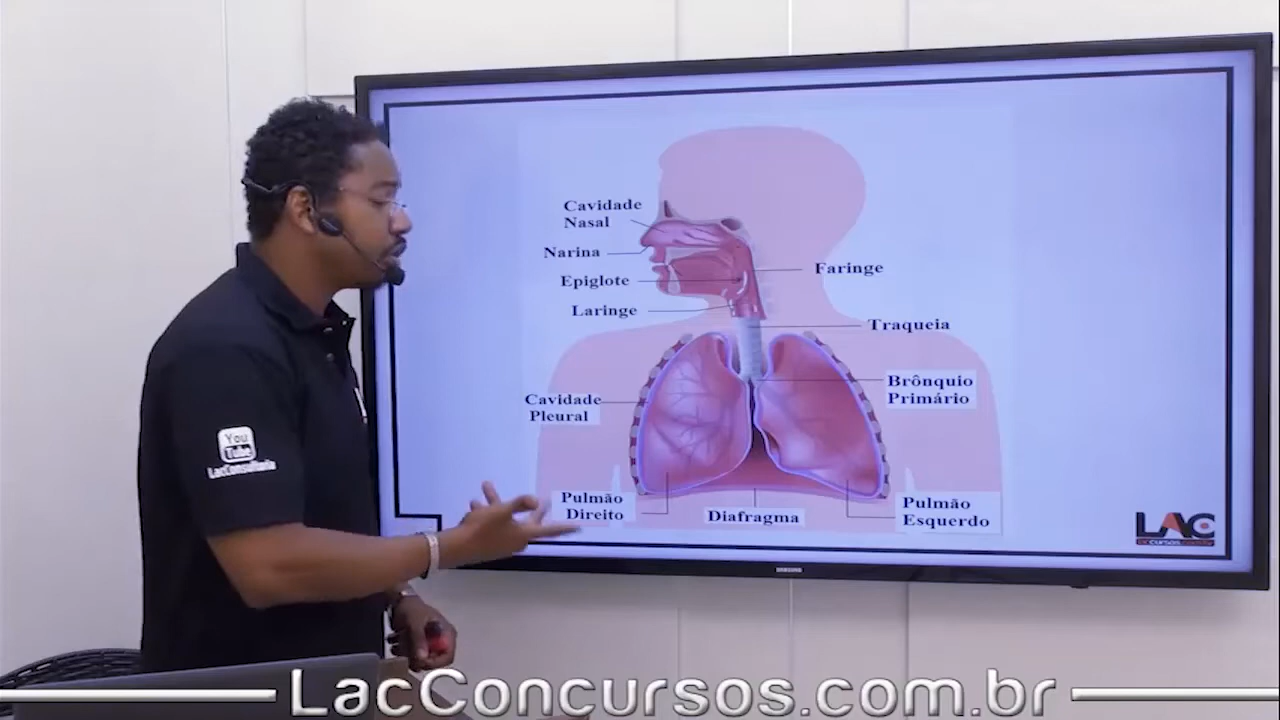 Cavidade
Nasal
Narina
Epiglote
Laringe
Faringe
Traqueia
Brônquio
Primário
Cavidade
Pleural
Pulmão
Direito
Diafragma
Pulmão
Esquerdo
LAC
SAMSUNG
You
Tube
LacConsultoria
LacConcursos.com.br